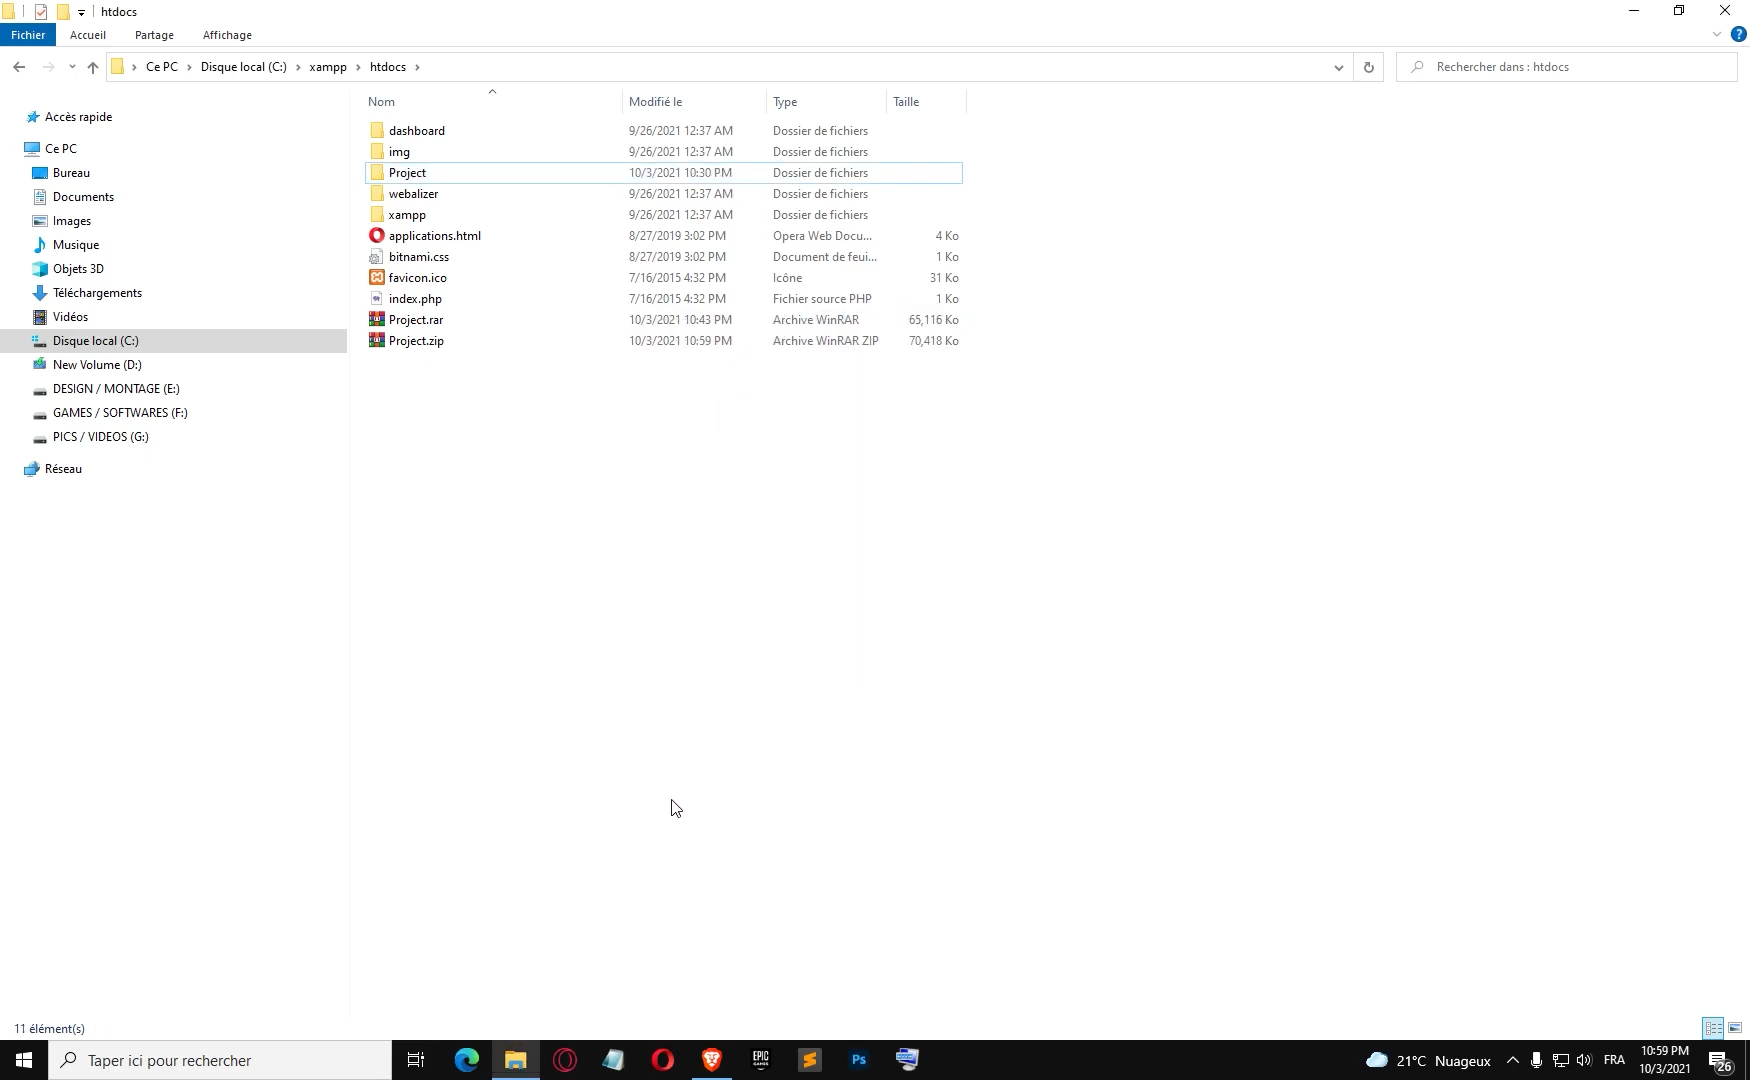 htdocs
Fichier Accueil Partage Affichage
Ce PC Disque local (C:) xampp htdocs
Rechercher dans : htdocs
Nom Modifié le Type Taille
Accès rapide
Ce PC
Bureau
Documents
Images
Musique
Objets 3D
Téléchargements
Vidéos
Disque local (C:)
New Volume (D:)
DESIGN / MONTAGE (E:)
GAMES / SOFTWARES (F:)
PICS / VIDEOS (G:)
Réseau
dashboard 9/26/2021 12:37 AM Dossier de fichiers
img 9/26/2021 12:37 AM Dossier de fichiers
Project 10/3/2021 10:30 PM Dossier de fichiers
webalizer 9/26/2021 12:37 AM Dossier de fichiers
xampp 9/26/2021 12:37 AM Dossier de fichiers
applications.html 8/27/2019 3:02 PM Opera Web Docu... 4 Ko
bitnami.css 8/27/2019 3:02 PM Document de feui... 1 Ko
favicon.ico 7/16/2015 4:32 PM Icône 31 Ko
index.php 7/16/2015 4:32 PM Fichier source PHP 1 Ko
Project.rar 10/3/2021 10:43 PM Archive WinRAR 65,116 Ko
Project.zip 10/3/2021 10:59 PM Archive WinRAR ZIP 70,418 Ko
11 élément(s)
Taper ici pour rechercher
EPIC GAMES
Ps
21°C Nuageux
FRA
10:59 PM
10/3/2021
26